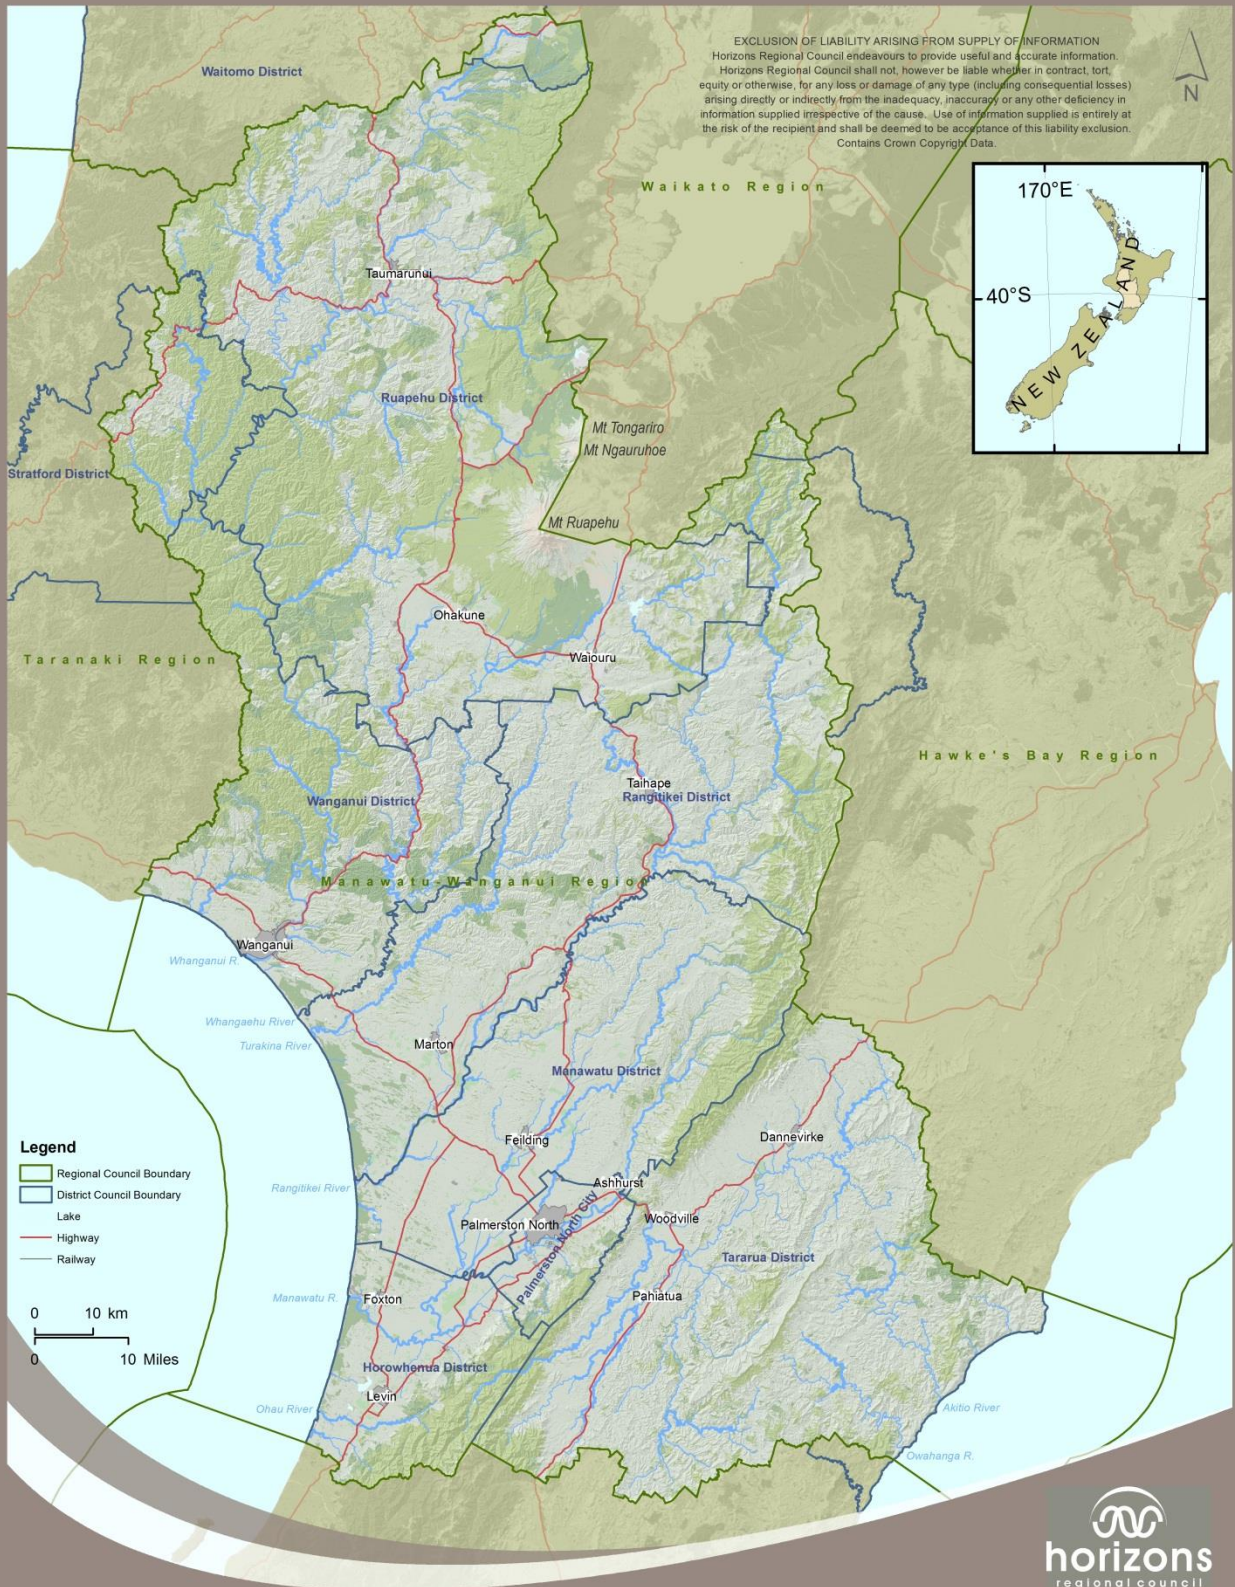 EXCLUSION OF LIABILITY ARISING FROM SUPPLY OF INFORMATION
Horizons Regional Council endeavours to provide useful and accurate information.
Horizons Regional Council shall not, however be liable whether in contract, tort,
equity or otherwise, for any loss or damage of any type (including consequential losses)
arising directly or indirectly from the inadequacy, inaccuracy or any other deficiency in
information supplied irrespective of the cause. Use of information supplied is entirely at
the risk of the recipient and shall be deemed to be acceptance of this liability exclusion.
Contains Crown Copyright Data.
N
Waitomo District
Waikato Region
170°E
40°S
NEW ZEALAND
Taumarunui
Ruapehu District
Mt Tongariro
Mt Ngauruhoe
Stratford District
Mt Ruapehu
Ohakune
Waiouru
Taranaki Region
Hawke's Bay Region
Taihape
Rangitikei District
Wanganui District
Manawatu-Wanganui Region
Wanganui
Whanganui R.
Whangaehu River
Turakina River
Marton
Manawatu District
Feilding
Dannevirke
Legend
Regional Council Boundary
District Council Boundary
Lake
Highway
Railway
Rangitikei River
Ashhurst
Palmerston North
Palmerston North City
Woodville
Tararua District
Manawatu R.
Foxton
Pahiatua
0 10 km
0 10 Miles
Horowhenua District
Levin
Ohau River
Akitio River
Owahanga R.
horizons
regional council